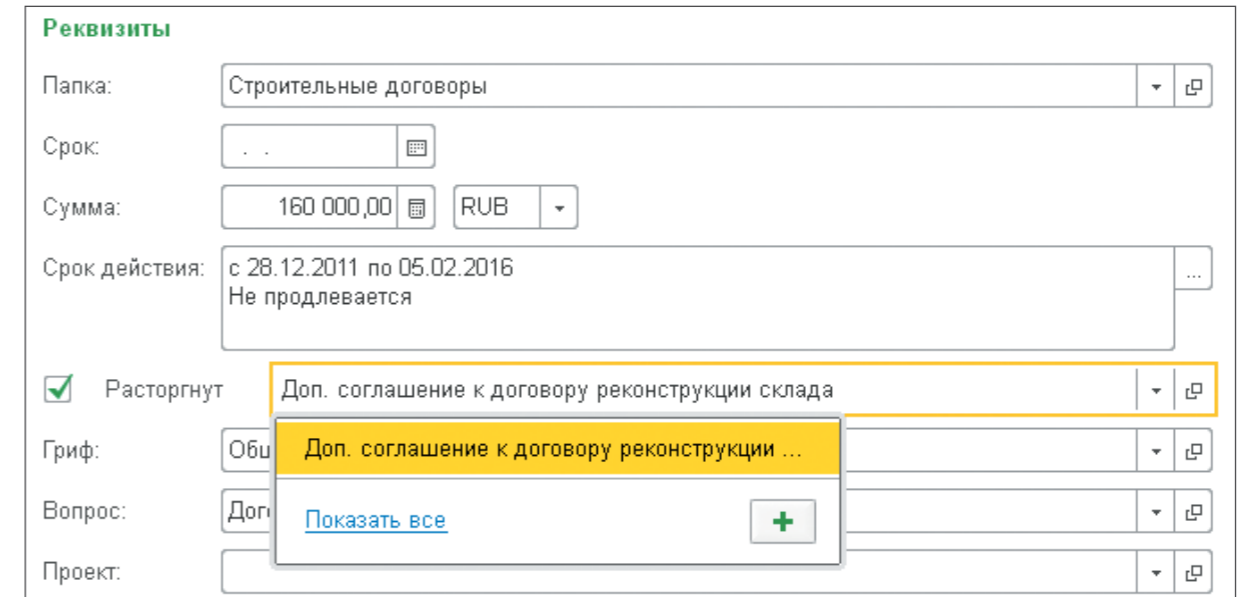 Реквизиты
Папка: Строительные договоры
Срок: . .
Сумма: 160 000,00 RUB
Срок действия: с 28.12.2011 по 05.02.2016
Не продлевается
...
Расторгнут Доп. соглашение к договору реконструкции склада
Доп. соглашение к договору реконструкции ...
Гриф:
Вопрос:
Показать все
Проект: